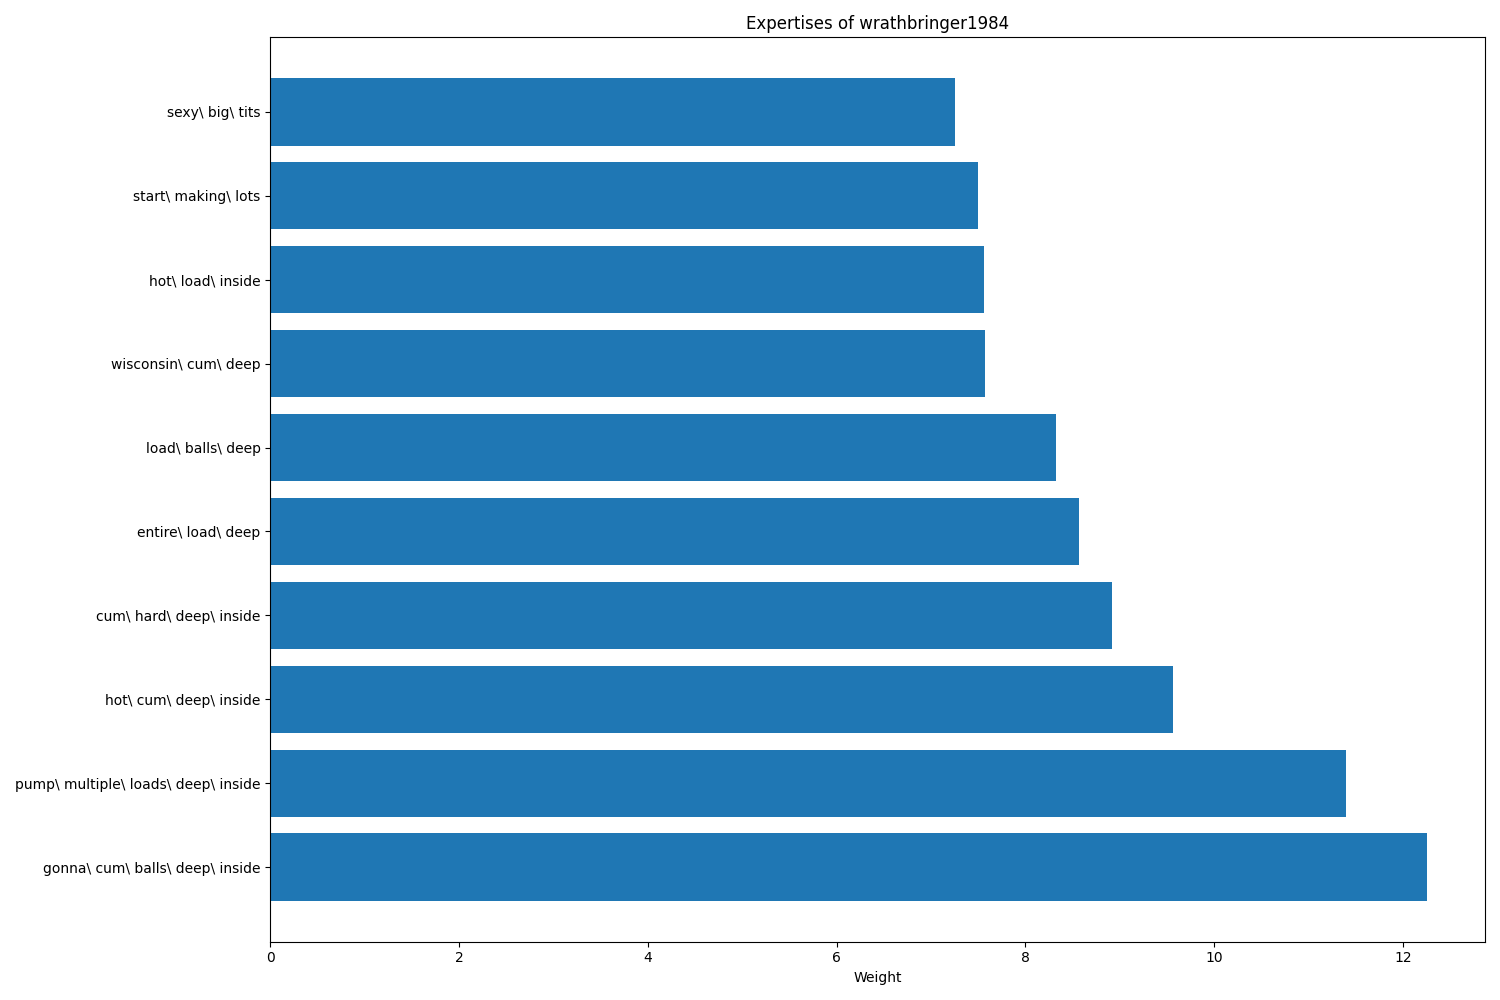 Expertises of wrathbringer1984
sexy\ big\ tits
start\ making\ lots
hot\ load\ inside
wisconsin\ cum\ deep
load\ balls\ deep
entire\ load\ deep
cum\ hard\ deep\ inside
hot\ cum\ deep\ inside
pump\ multiple\ loads\ deep\ inside
gonna\ cum\ balls\ deep\ inside
0 2 4 6 8 10 12
Weight